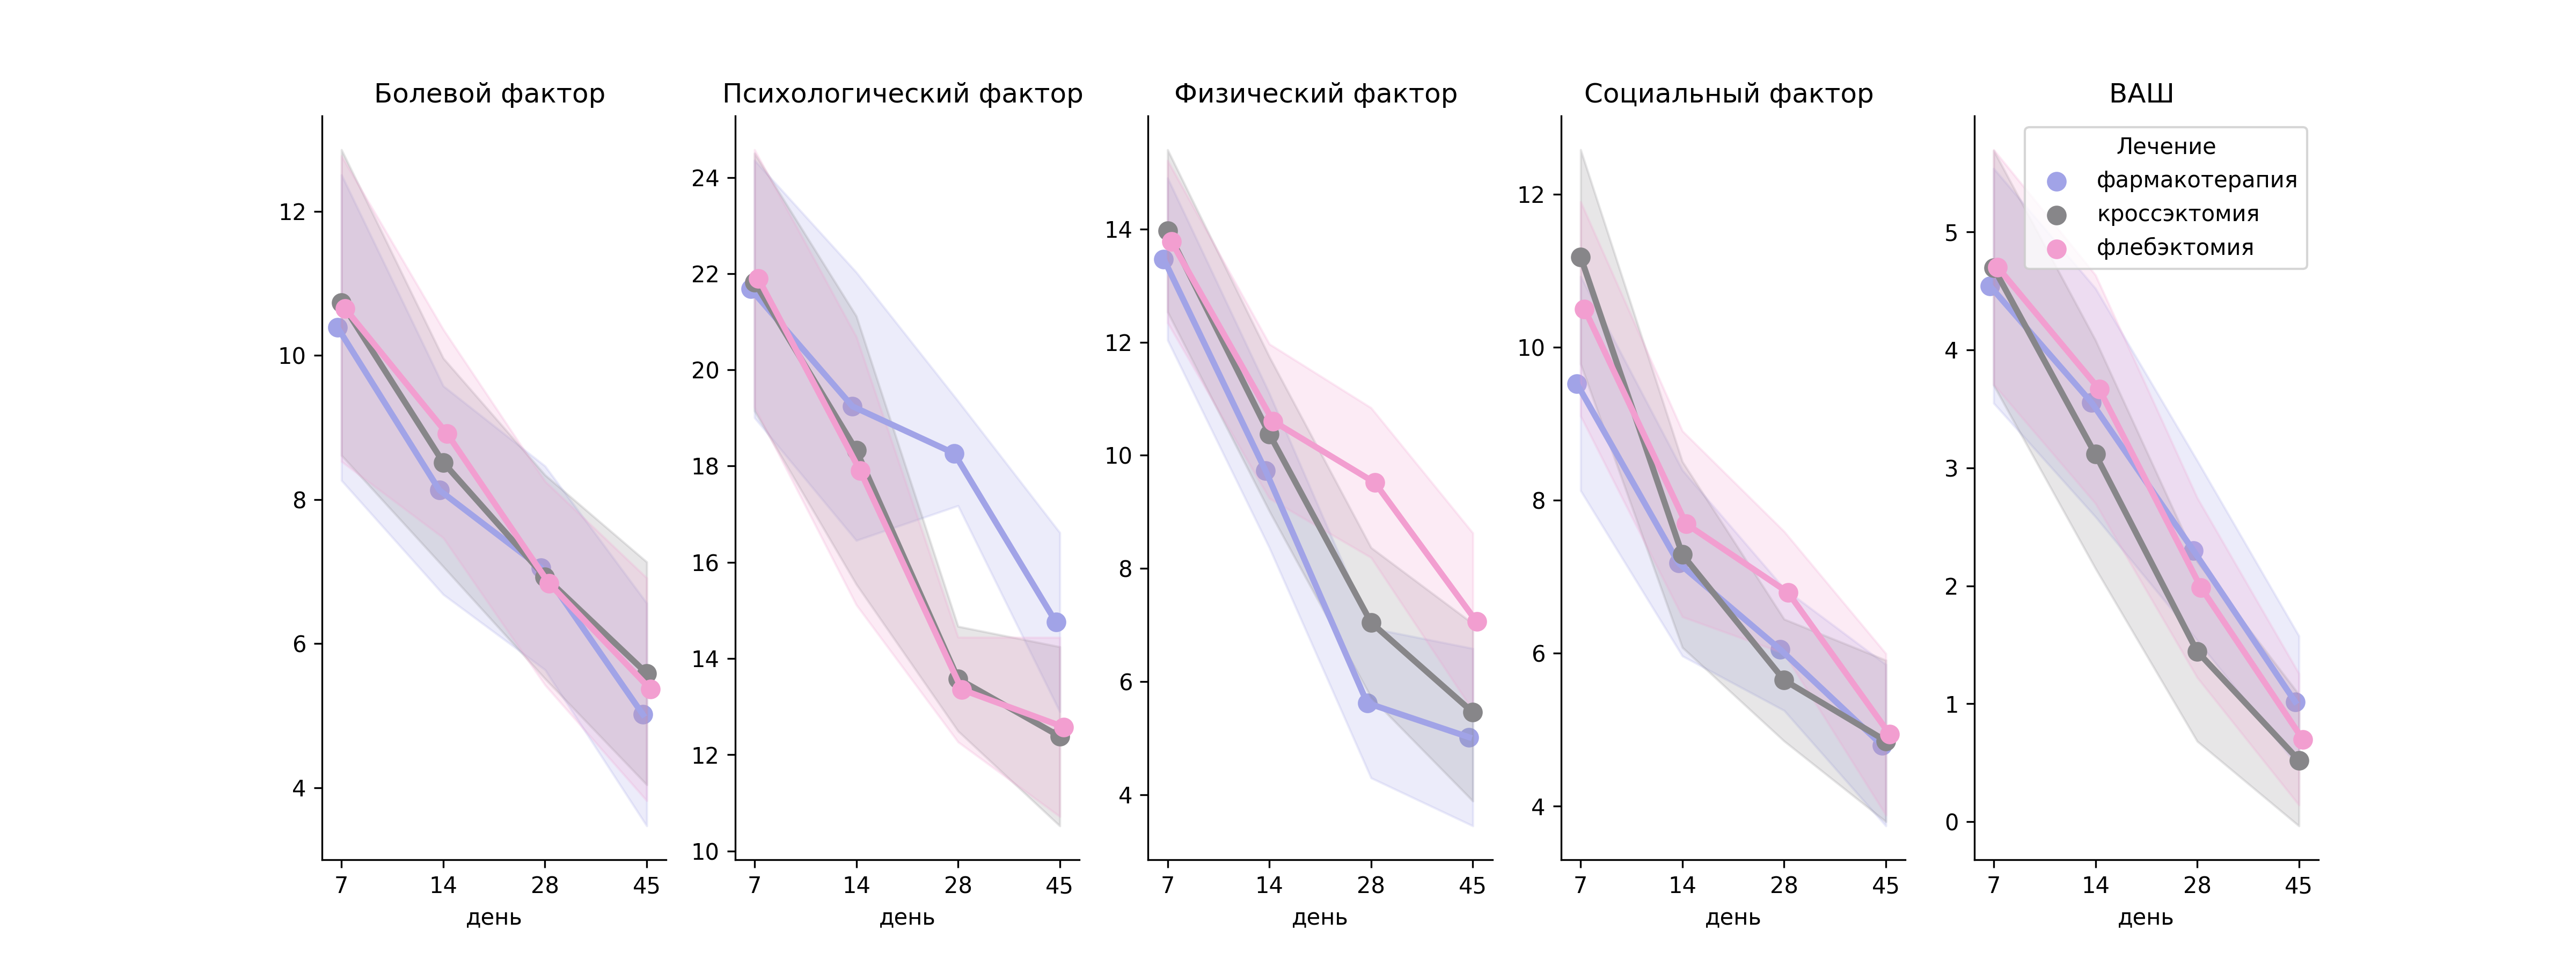 Болевой фактор
12
10
8
6
4
7 14 28 45
день
Психологический фактор
24
22
20
18
16
14
12
10
7 14 28 45
день
Физический фактор
14
12
10
8
6
4
7 14 28 45
день
Социальный фактор
12
10
8
6
4
7 14 28 45
день
ВАШ
Лечение
фармакотерапия
кроссэктомия
флебэктомия
5
4
3
2
1
0
7 14 28 45
день